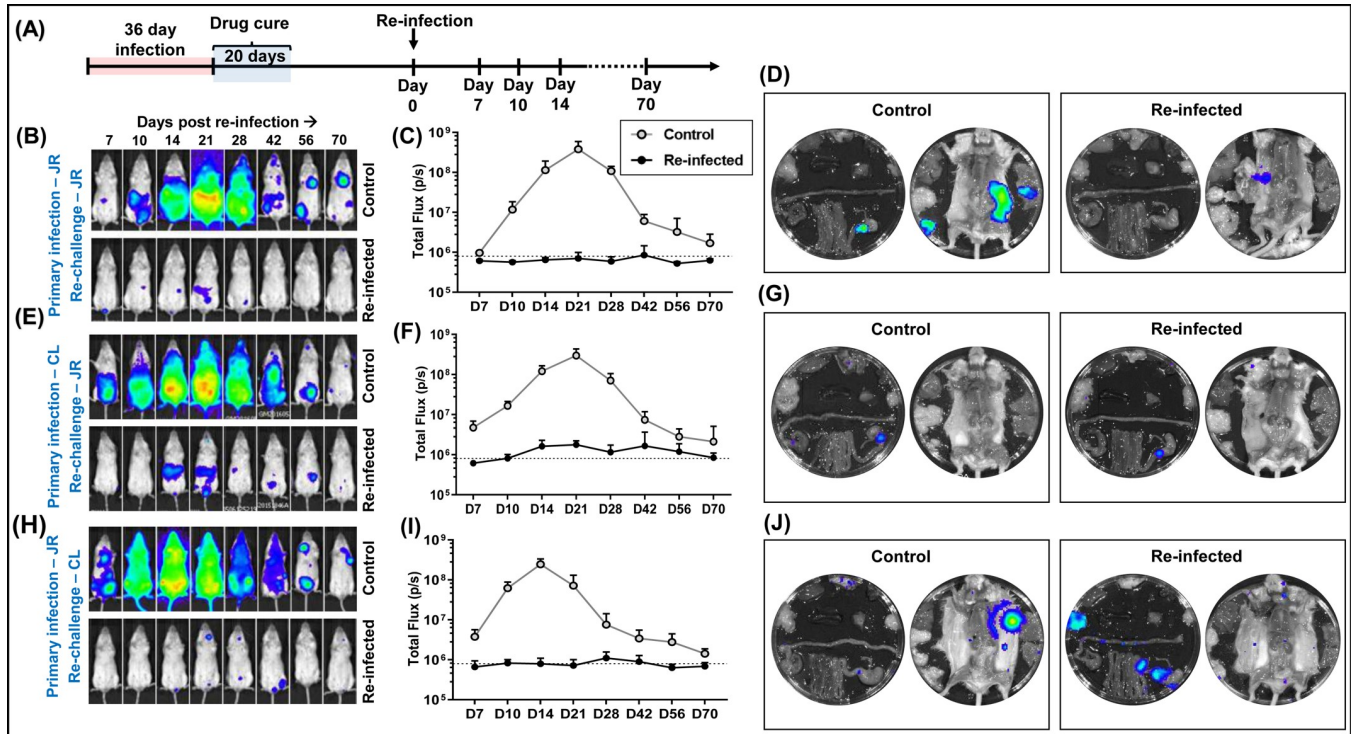 (A)
36 day
infection
Drug cure
20 days
Re-infection
Day
0
Day
7
Day
10
Day
14
Day
70
(B)
Days post re-infection →
7 10 14 21 28 42 56 70
Primary infection – JR
Re-challenge – JR
Control
Re-infected
(C)
Control
Re-infected
Total Flux (p/s)
10⁹
10⁸
10⁷
10⁶
10⁵
D7 D10 D14 D21 D28 D42 D56 D70
(D)
Control
Re-infected
(E)
Primary infection – CL
Re-challenge – JR
Control
Re-infected
(F)
Total Flux (p/s)
10⁹
10⁸
10⁷
10⁶
10⁵
D7 D10 D14 D21 D28 D42 D56 D70
(G)
Control
Re-infected
(H)
Primary infection – JR
Re-challenge – CL
Control
Re-infected
(I)
Total Flux (p/s)
10⁹
10⁸
10⁷
10⁶
10⁵
D7 D10 D14 D21 D28 D42 D56 D70
(J)
Control
Re-infected